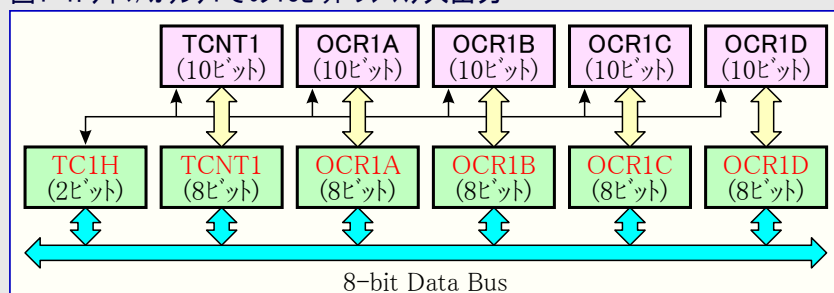 TCNT1 OCR1A OCR1B OCR1C OCR1D
(10ﾋﾞｯﾄ) (10ﾋﾞｯﾄ) (10ﾋﾞｯﾄ) (10ﾋﾞｯﾄ) (10ﾋﾞｯﾄ)
TC1H TCNT1 OCR1A OCR1B OCR1C OCR1D
(2ﾋﾞｯﾄ) (8ﾋﾞｯﾄ) (8ﾋﾞｯﾄ) (8ﾋﾞｯﾄ) (8ﾋﾞｯﾄ) (8ﾋﾞｯﾄ)
8-bit Data Bus